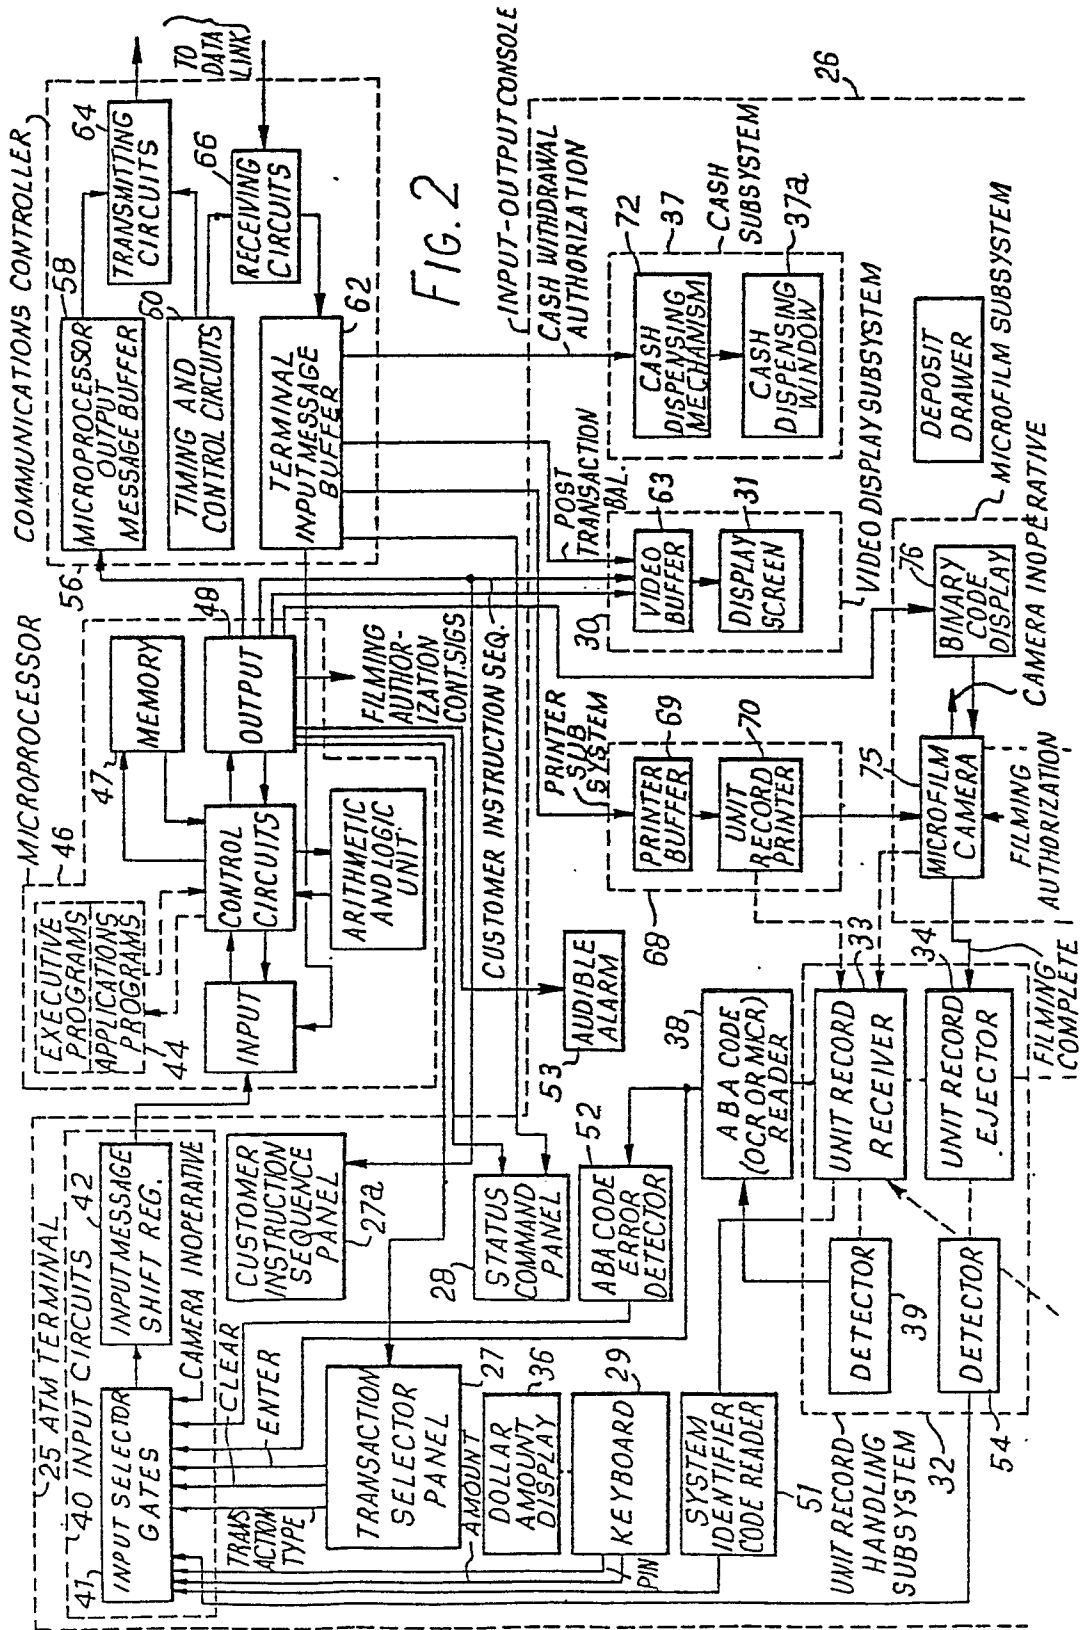 COMMUNICATIONS CONTROLLER
58
MICROPROCESSOR
OUTPUT
MESSAGE BUFFER
64
TRANSMITTING
CIRCUITS
TO
DATA
LINK
60
TIMING AND
CONTROL CIRCUITS
66
RECEIVING
CIRCUITS
62
TERMINAL
INPUT MESSAGE
BUFFER
56
FIG. 2
MICROPROCESSOR
46
EXECUTIVE
PROGRAMS
APPLICATIONS
PROGRAMS
44
47
MEMORY
INPUT
CONTROL
CIRCUITS
48
OUTPUT
ARITHMETIC
AND LOGIC
UNIT
FILMING
AUTHOR-
IZATION
CONT. SIGS
CUSTOMER INSTRUCTION SEQ.
25 ATM TERMINAL
40 INPUT CIRCUITS 42
41
INPUT SELECTOR
GATES
INPUT MESSAGE
SHIFT REG.
CAMERA INOPERATIVE
CLEAR
ENTER
TRANS
ACTION
TYPE
CUSTOMER
INSTRUCTION
SEQUENCE
PANEL
27a
TRANSACTION
SELECTOR
PANEL
27
AMOUNT
DOLLAR
AMOUNT
DISPLAY
36
KEYBOARD
29
PIN
SYSTEM
IDENTIFIER
CODE READER
51
28
STATUS
COMMAND
PANEL
52
ABA CODE
ERROR
DETECTOR
53
AUDIBLE
ALARM
38
ABA CODE
(OCR OR MCR)
READER
UNIT RECORD
HANDLING
SUBSYSTEM
32
UNIT RECORD
RECEIVER
33
UNIT RECORD
EJECTOR
34
DETECTOR
39
DETECTOR
54
FILMING
COMPLETE
INPUT-OUTPUT CONSOLE
26
CASH WITHDRAWAL
AUTHORIZATION
72
CASH
DISPENSING
MECHANISM
37
CASH
SUBSYSTEM
CASH
DISPENSING
WINDOW
37a
POST
TRANSACTION
BAL.
30
VIDEO
BUFFER
63
DISPLAY
SCREEN
31
VIDEO DISPLAY SUBSYSTEM
PRINTER
SUB
SYSTEM
68
PRINTER
BUFFER
69
UNIT
RECORD
PRINTER
70
DEPOSIT
DRAWER
MICROFILM SUBSYSTEM
CAMERA INOPERATIVE
76
BINARY
CODE
DISPLAY
75
MICROFILM
CAMERA
FILMING
AUTHORIZATION